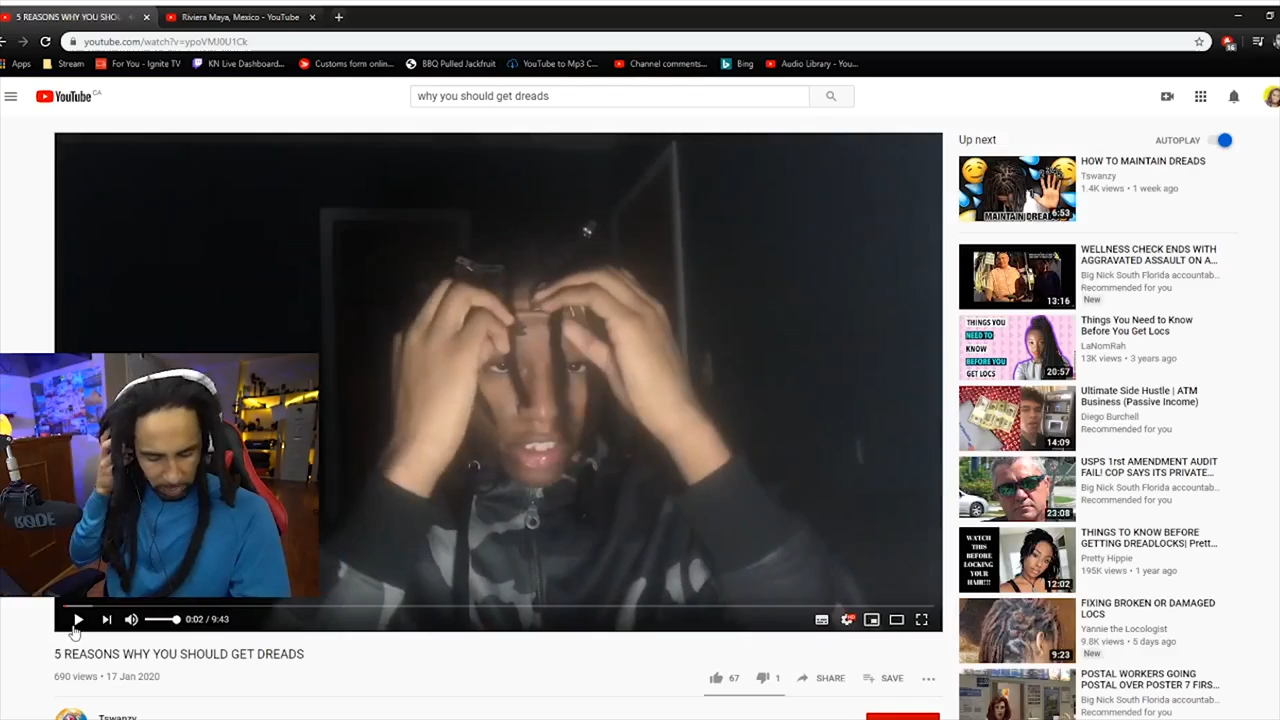 5 REASONS WHY YOU SHOU
Riviera Maya, Mexico - YouTube
youtube.com/watch?v=ypoVMJ0U1Ck
Apps
Stream
For You - Ignite TV
KN Live Dashboard...
Customs form onlin...
BBQ Pulled Jackfruit
YouTube to Mp3 C...
Channel comments...
Bing
Audio Library - You...
YouTube CA
why you should get dreads
Up next
AUTOPLAY
HOW TO MAINTAIN DREADS
Tswanzy
1.4K views • 1 week ago
MAINTAIN DREA
6:53
WELLNESS CHECK ENDS WITH
AGGRAVATED ASSAULT ON A...
Big Nick South Florida accountab...
Recommended for you
New
13:16
THINGS YOU
NEED TO
KNOW
BEFORE YOU
GET LOCS
20:57
Things You Need to Know
Before You Get Locs
LaNomRah
13K views • 3 years ago
Ultimate Side Hustle | ATM
Business (Passive Income)
Diego Burchell
Recommended for you
14:09
USPS 1rst AMENDMENT AUDIT
FAIL! COP SAYS ITS PRIVATE...
Big Nick South Florida accountab...
Recommended for you
23:08
WATCH
THIS
BEFORE
LOCKING
YOUR
HAIR!!!
12:02
THINGS TO KNOW BEFORE
GETTING DREADLOCKS| Prett...
Pretty Hippie
195K views • 1 year ago
FIXING BROKEN OR DAMAGED
LOCS
Yannie the Locologist
9.8K views • 5 days ago
New
9:23
POSTAL WORKERS GOING
POSTAL OVER POSTER 7 FIRS...
Big Nick South Florida accountab...
KODE
0:02 / 9:43
5 REASONS WHY YOU SHOULD GET DREADS
690 views • 17 Jan 2020
67
1
SHARE
SAVE
Tswanzy